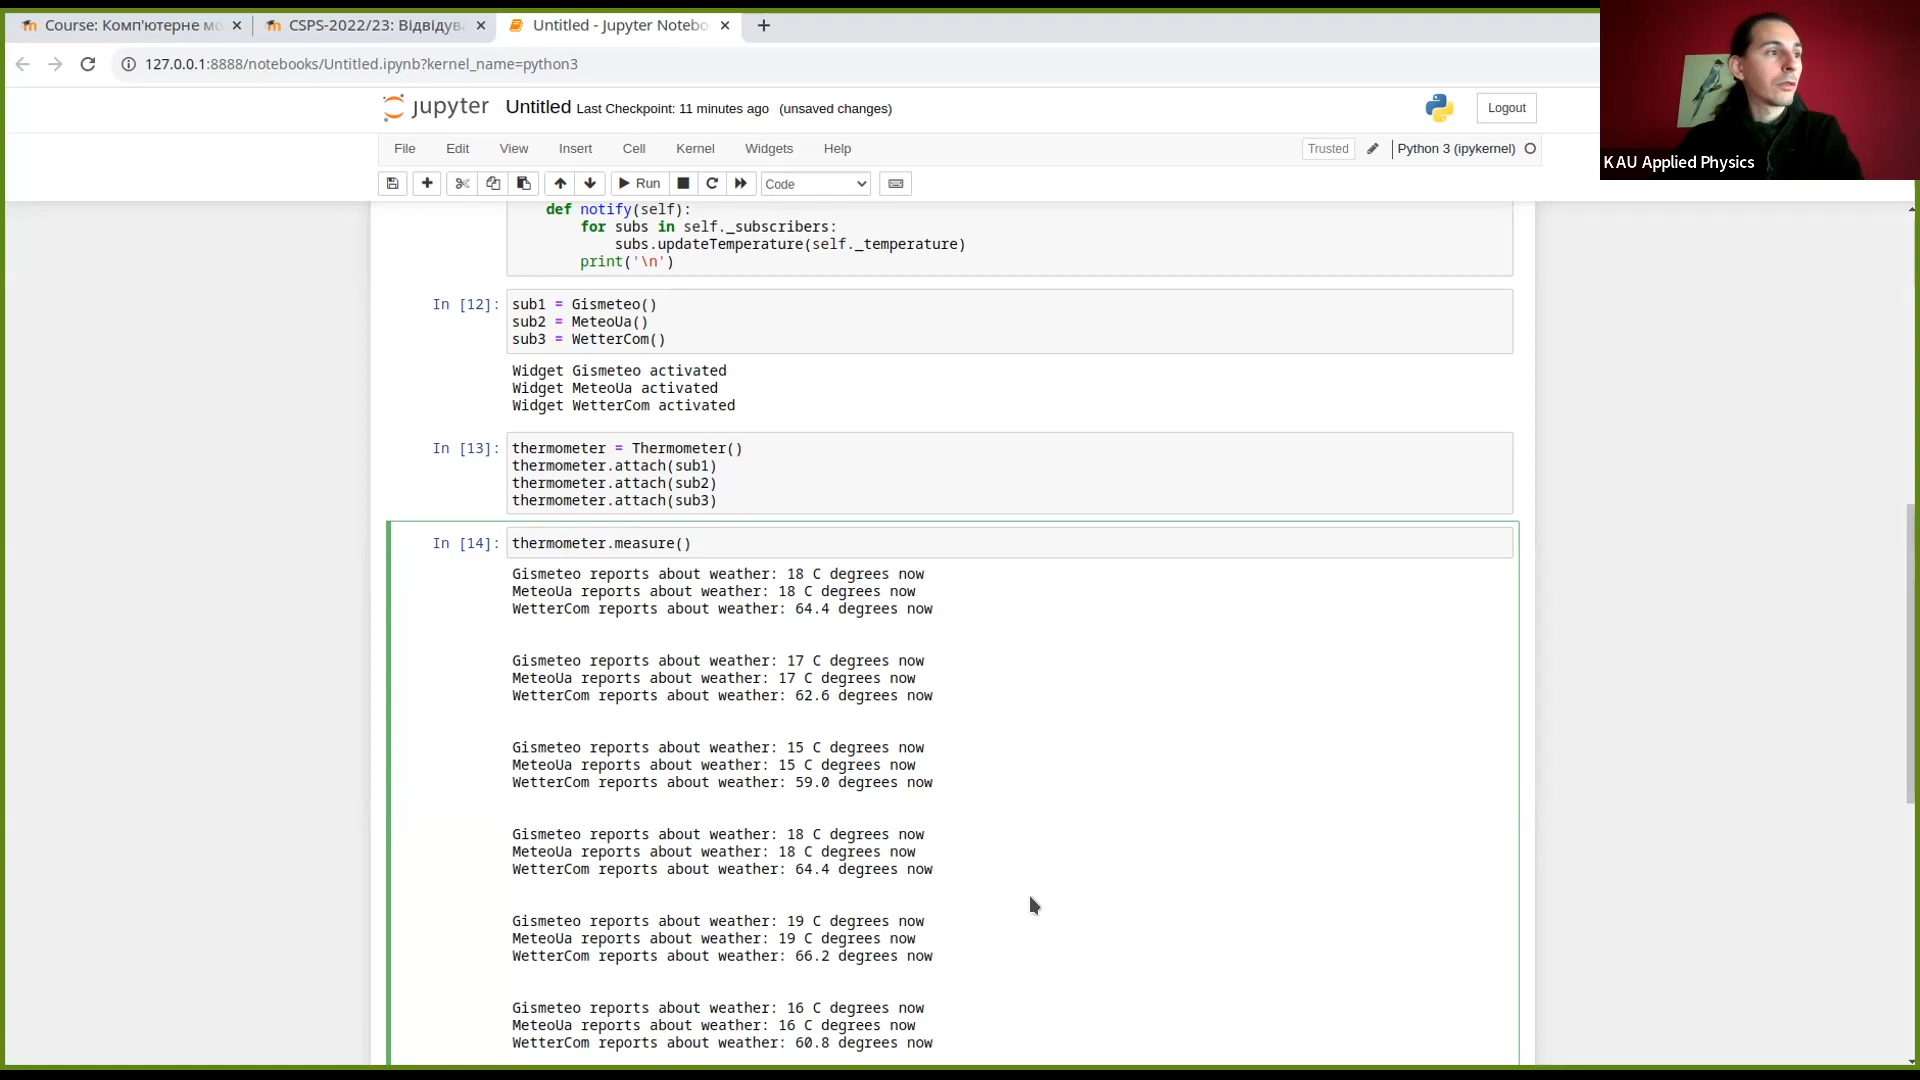 Course: Комп'ютерне мо
CSPS-2022/23: Відвідув
Untitled - Jupyter Notebo
127.0.0.1:8888/notebooks/Untitled.ipynb?kernel_name=python3
jupyter Untitled Last Checkpoint: 11 minutes ago (unsaved changes)
Logout
File Edit View Insert Cell Kernel Widgets Help
Trusted Python 3 (ipykernel)
Run Code
K AU Applied Physics
def notify(self):
for subs in self._subscribers:
subs.updateTemperature(self._temperature)
print('\n')
In [12]: sub1 = Gismeteo()
sub2 = MeteoUa()
sub3 = WetterCom()
Widget Gismeteo activated
Widget MeteoUa activated
Widget WetterCom activated
In [13]: thermometer = Thermometer()
thermometer.attach(sub1)
thermometer.attach(sub2)
thermometer.attach(sub3)
In [14]: thermometer.measure()
Gismeteo reports about weather: 18 C degrees now
MeteoUa reports about weather: 18 C degrees now
WetterCom reports about weather: 64.4 degrees now
Gismeteo reports about weather: 17 C degrees now
MeteoUa reports about weather: 17 C degrees now
WetterCom reports about weather: 62.6 degrees now
Gismeteo reports about weather: 15 C degrees now
MeteoUa reports about weather: 15 C degrees now
WetterCom reports about weather: 59.0 degrees now
Gismeteo reports about weather: 18 C degrees now
MeteoUa reports about weather: 18 C degrees now
WetterCom reports about weather: 64.4 degrees now
Gismeteo reports about weather: 19 C degrees now
MeteoUa reports about weather: 19 C degrees now
WetterCom reports about weather: 66.2 degrees now
Gismeteo reports about weather: 16 C degrees now
MeteoUa reports about weather: 16 C degrees now
WetterCom reports about weather: 60.8 degrees now